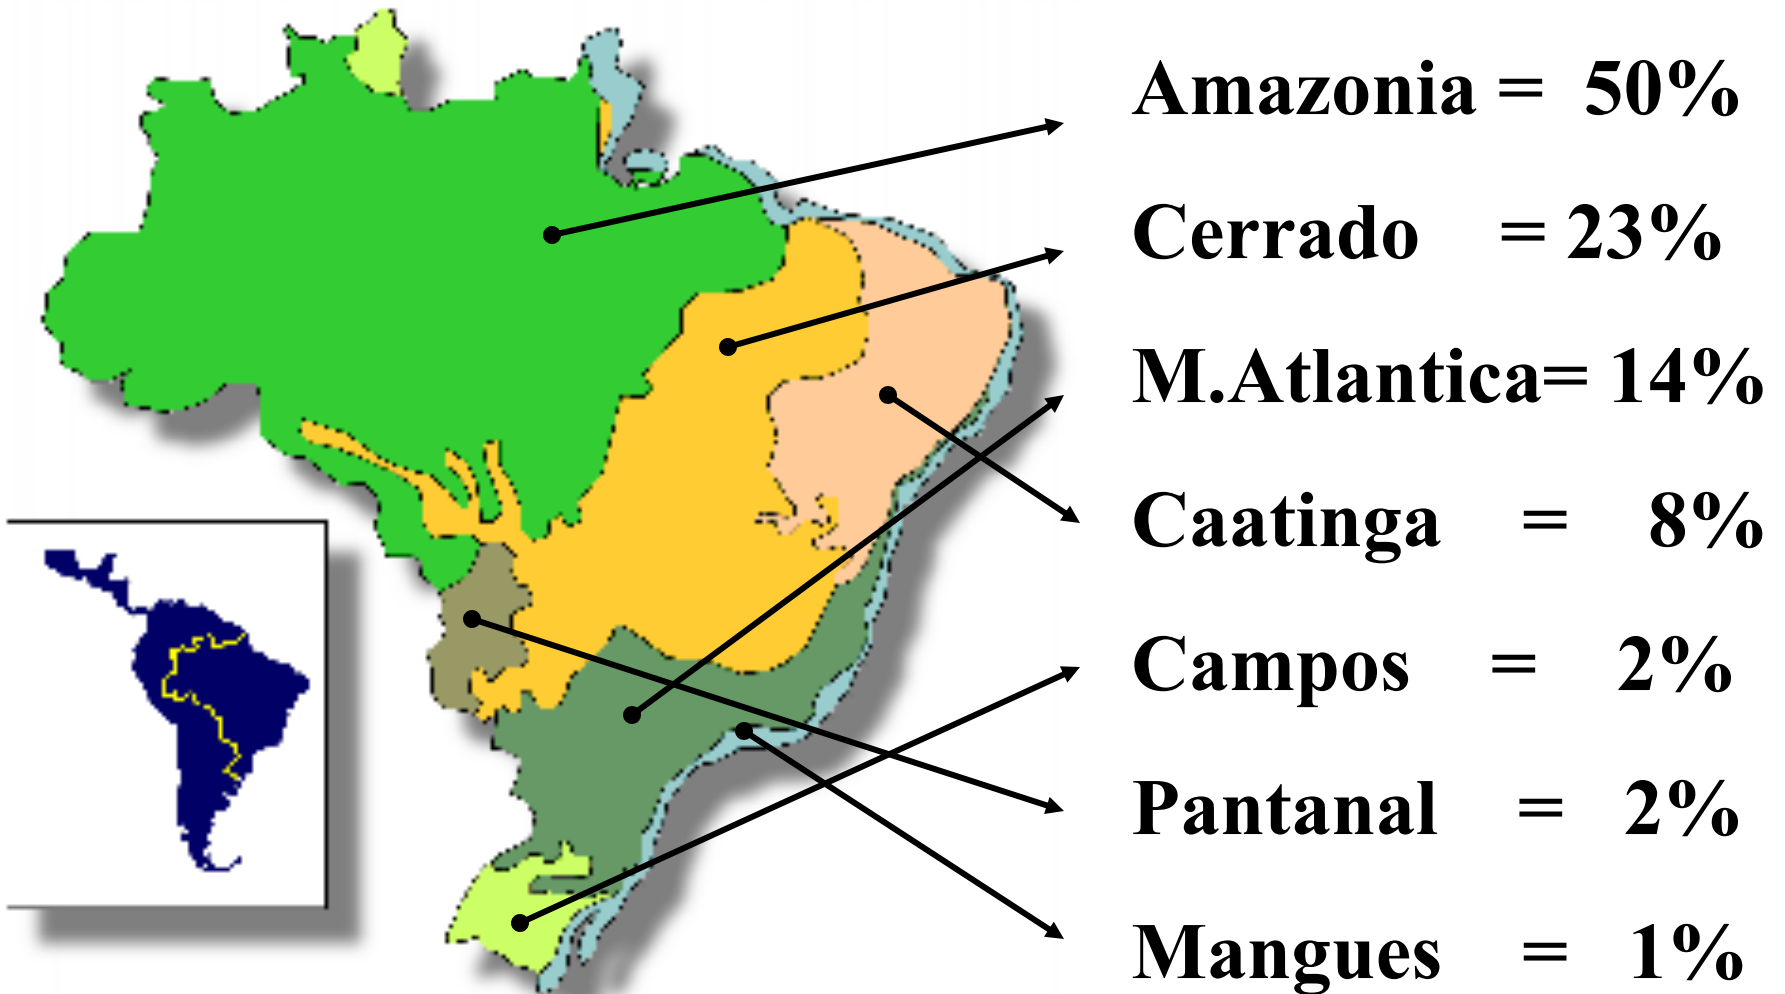 Amazonia = 50%
Cerrado = 23%
M.Atlantica= 14%
Caatinga = 8%
Campos = 2%
Pantanal = 2%
Mangues = 1%